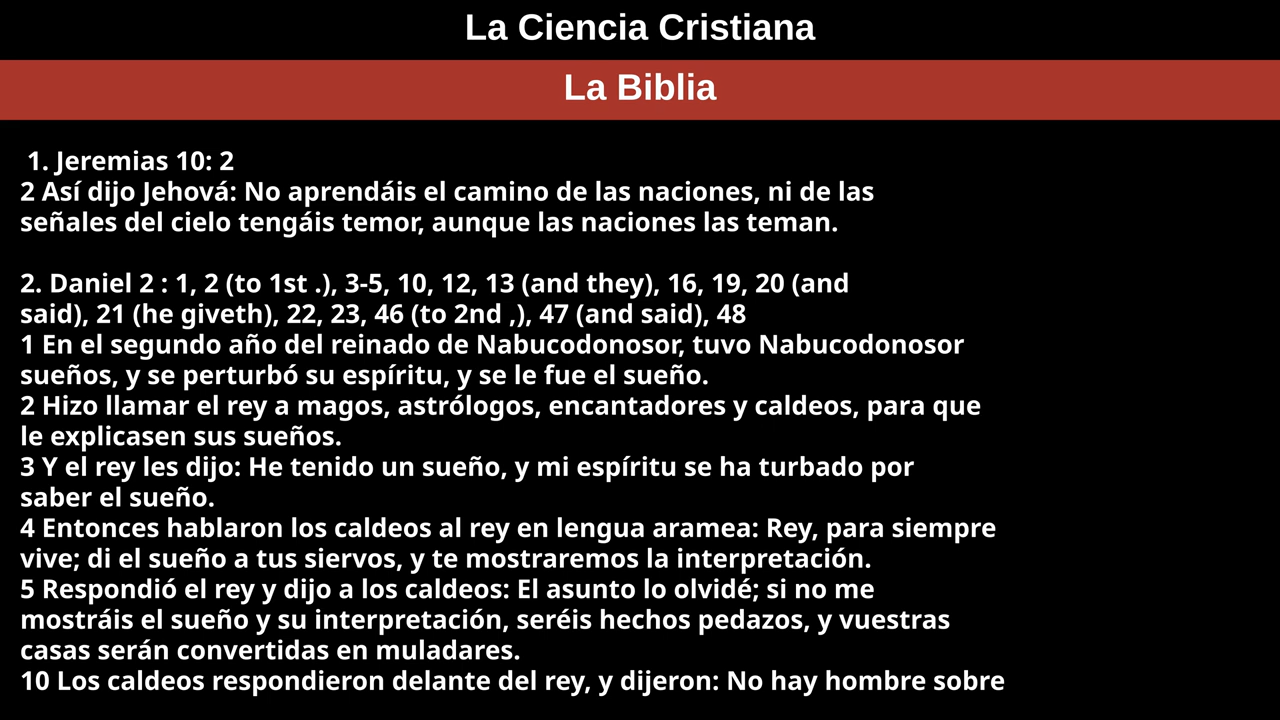 La Ciencia Cristiana
La Biblia
1. Jeremias 10: 2
2 Así dijo Jehová: No aprendáis el camino de las naciones, ni de las
señales del cielo tengáis temor, aunque las naciones las teman.
2. Daniel 2 : 1, 2 (to 1st .), 3-5, 10, 12, 13 (and they), 16, 19, 20 (and
said), 21 (he giveth), 22, 23, 46 (to 2nd ,), 47 (and said), 48
1 En el segundo año del reinado de Nabucodonosor, tuvo Nabucodonosor
sueños, y se perturbó su espíritu, y se le fue el sueño.
2 Hizo llamar el rey a magos, astrólogos, encantadores y caldeos, para que
le explicasen sus sueños.
3 Y el rey les dijo: He tenido un sueño, y mi espíritu se ha turbado por
saber el sueño.
4 Entonces hablaron los caldeos al rey en lengua aramea: Rey, para siempre
vive; di el sueño a tus siervos, y te mostraremos la interpretación.
5 Respondió el rey y dijo a los caldeos: El asunto lo olvidé; si no me
mostráis el sueño y su interpretación, seréis hechos pedazos, y vuestras
casas serán convertidas en muladares.
10 Los caldeos respondieron delante del rey, y dijeron: No hay hombre sobre